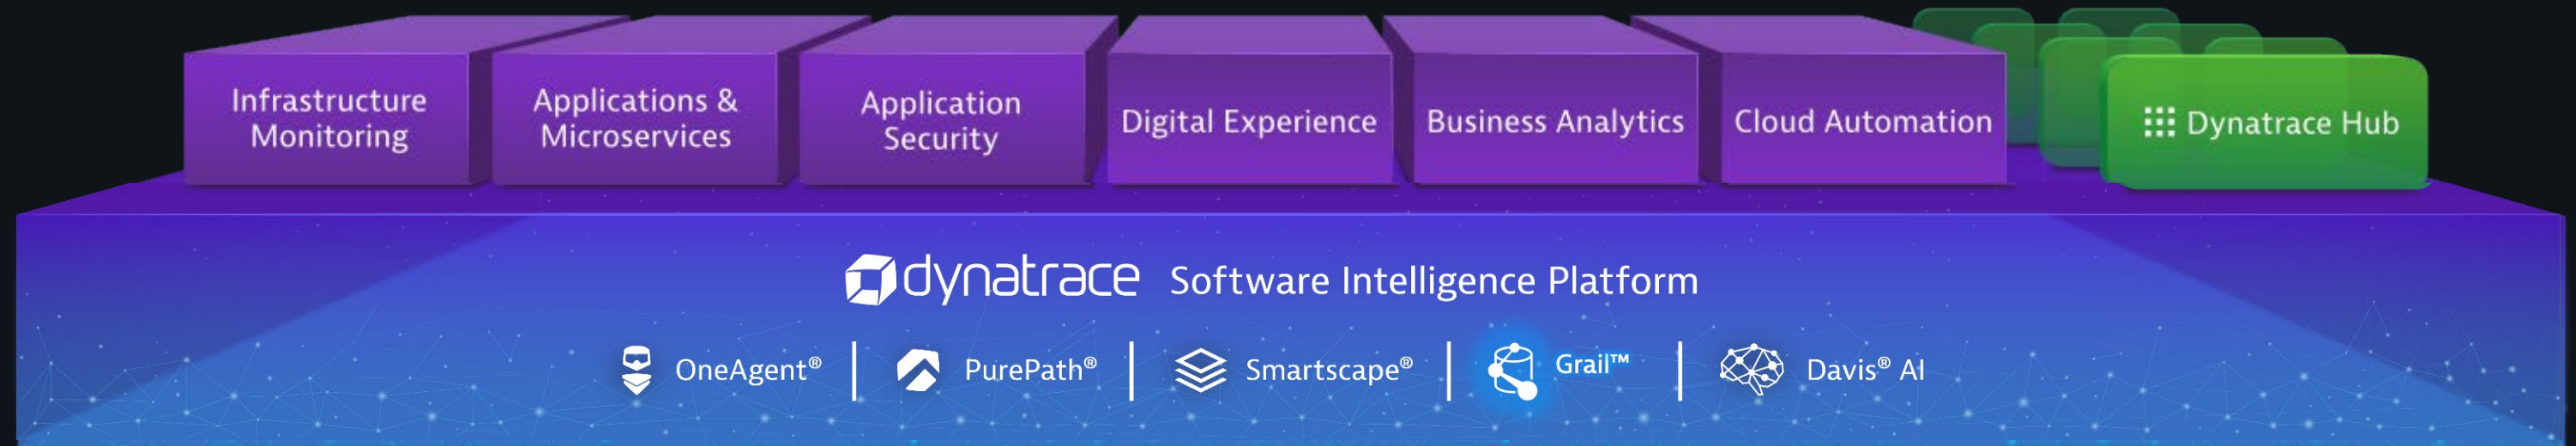 Infrastructure
Monitoring
Applications &
Microservices
Application
Security
Digital Experience
Business Analytics
Cloud Automation
Dynatrace Hub
dynatrace Software Intelligence Platform
OneAgent®
PurePath®
Smartscape®
Grail™
Davis® AI